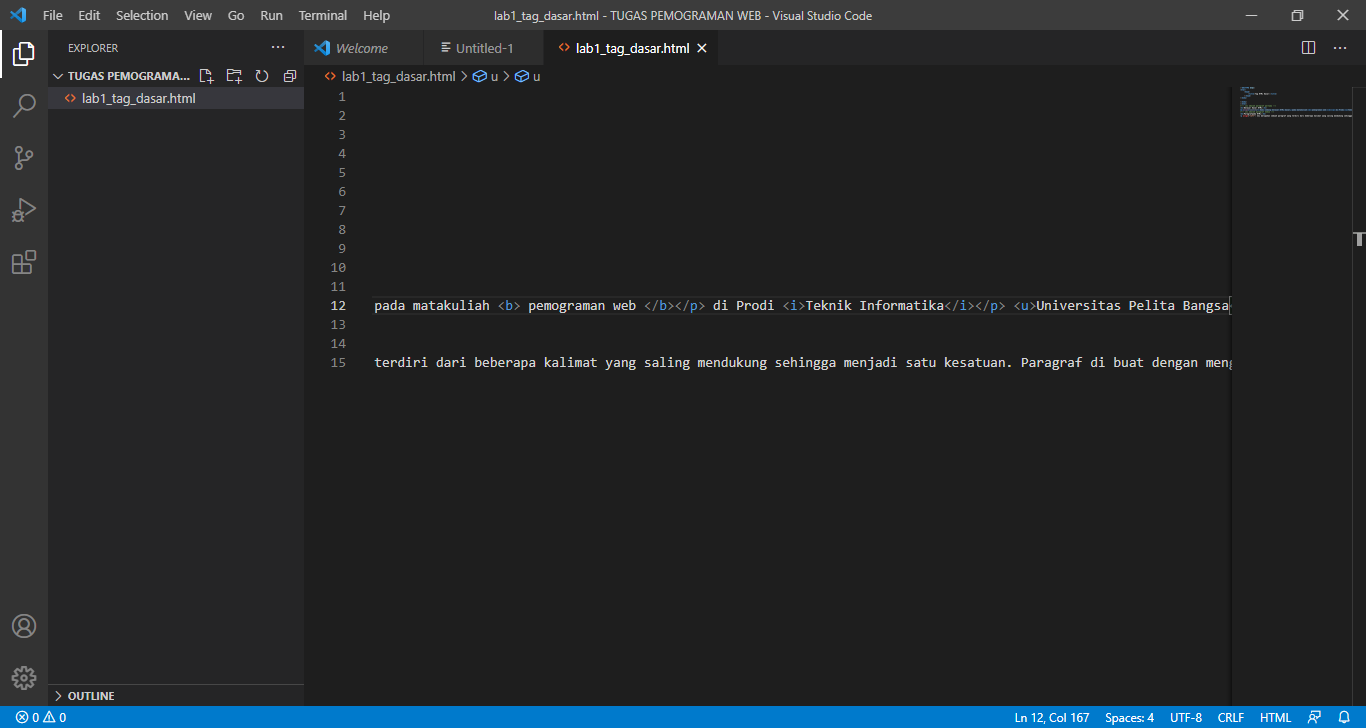 File Edit Selection View Go Run Terminal Help lab1_tag_dasar.html - TUGAS PEMOGRAMAN WEB - Visual Studio Code
EXPLORER
Welcome Untitled-1 lab1_tag_dasar.html
TUGAS PEMOGRAMA...
lab1_tag_dasar.html > u > u
lab1_tag_dasar.html
1
2
3
4
5
6
7
8
9
10
11
12 pada matakuliah <b> pemograman web </b></p> di Prodi <i>Teknik Informatika</i></p> <u>Universitas Pelita Bangsa
13
14
15 terdiri dari beberapa kalimat yang saling mendukung sehingga menjadi satu kesatuan. Paragraf di buat dengan meng
OUTLINE
0 0 Ln 12, Col 167 Spaces: 4 UTF-8 CRLF HTML